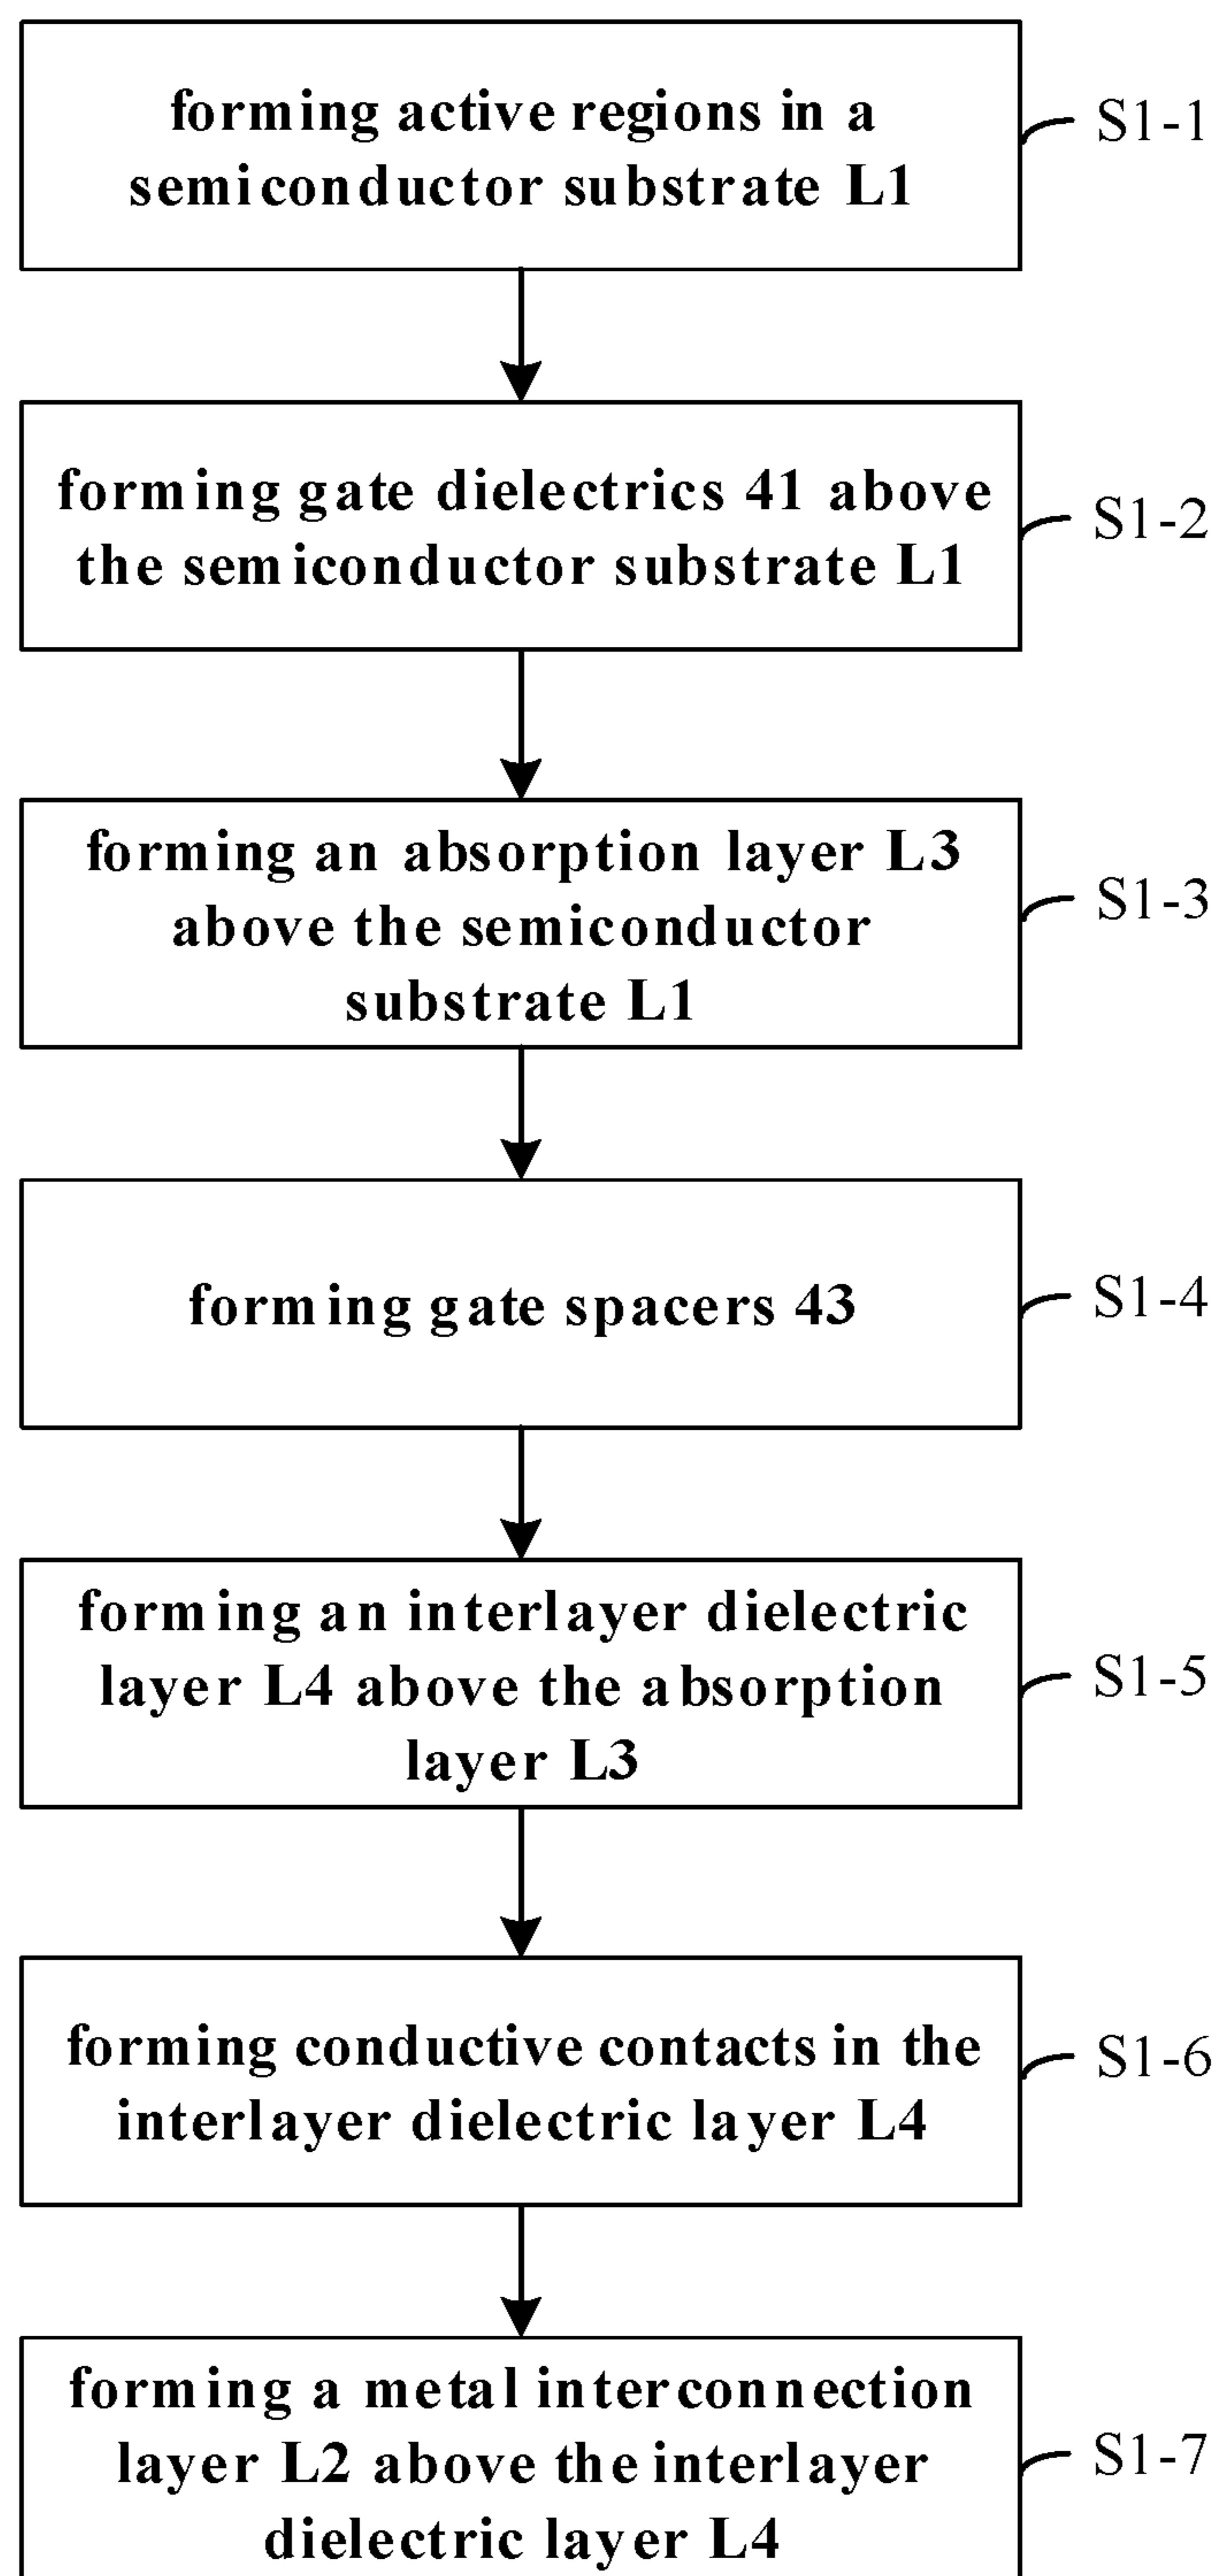 forming active regions in a
semiconductor substrate L1
S1-1
forming gate dielectrics 41 above
the semiconductor substrate L1
S1-2
forming an absorption layer L3
above the semiconductor
substrate L1
S1-3
forming gate spacers 43
S1-4
forming an interlayer dielectric
layer L4 above the absorption
layer L3
S1-5
forming conductive contacts in the
interlayer dielectric layer L4
S1-6
forming a metal interconnection
layer L2 above the interlayer
dielectric layer L4
S1-7